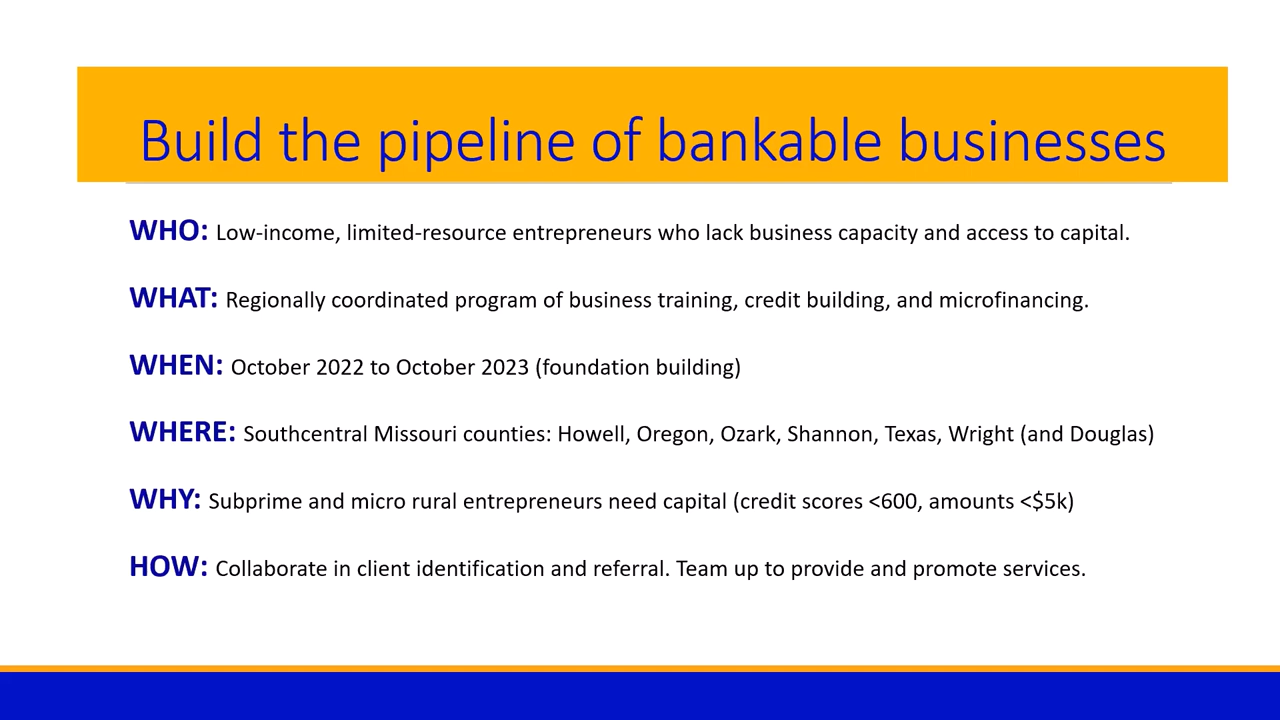 Build the pipeline of bankable businesses
WHO: Low-income, limited-resource entrepreneurs who lack business capacity and access to capital.
WHAT: Regionally coordinated program of business training, credit building, and microfinancing.
WHEN: October 2022 to October 2023 (foundation building)
WHERE: Southcentral Missouri counties: Howell, Oregon, Ozark, Shannon, Texas, Wright (and Douglas)
WHY: Subprime and micro rural entrepreneurs need capital (credit scores <600, amounts <$5k)
HOW: Collaborate in client identification and referral. Team up to provide and promote services.